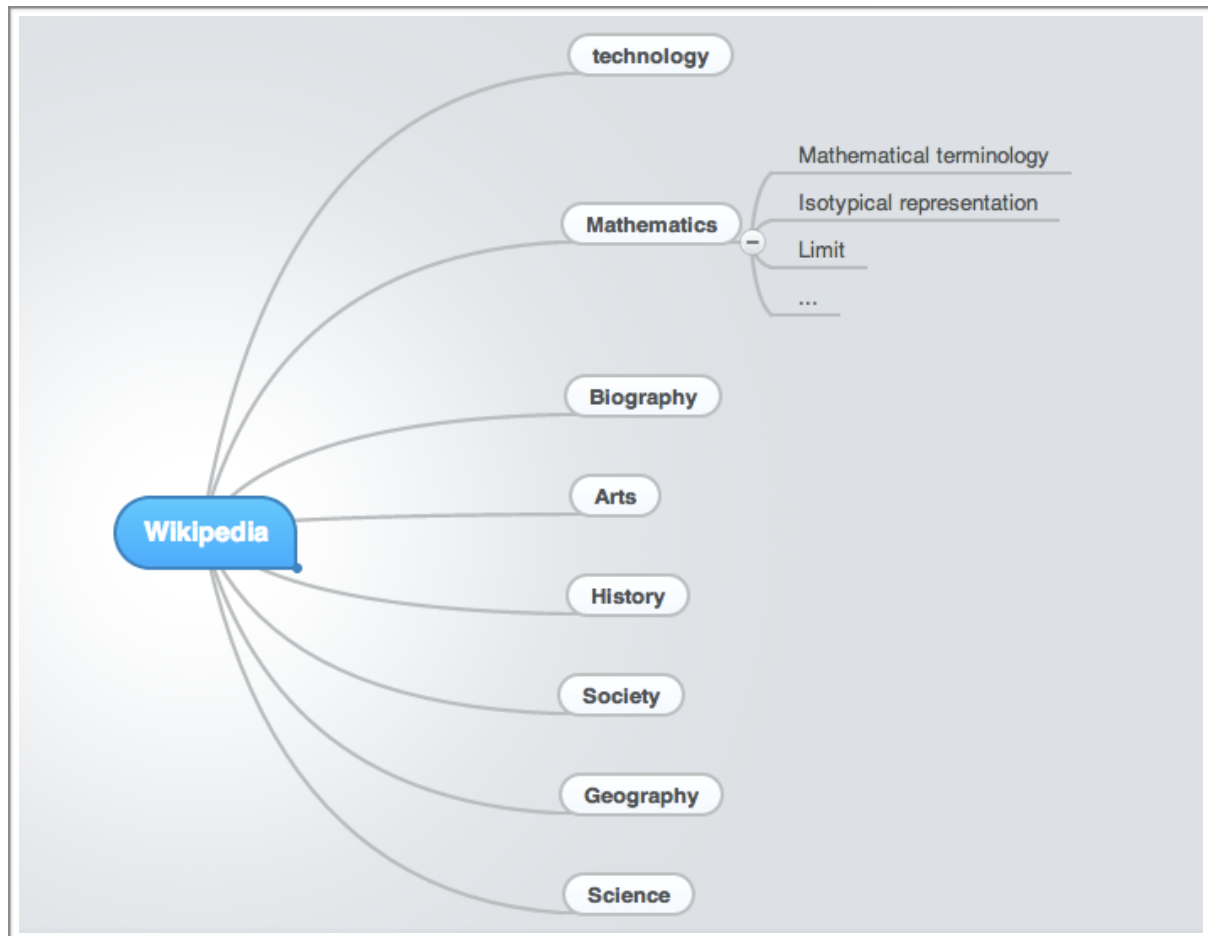 technology
Mathematical terminology
Isotypical representation
Mathematics
Limit
...
Biography
Arts
Wikipedia
History
Society
Geography
Science